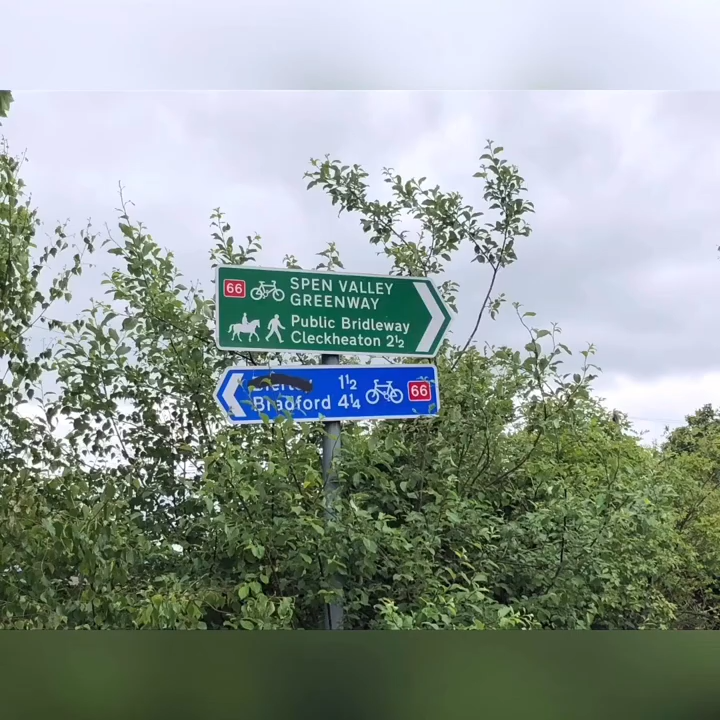 66 SPEN VALLEY
GREENWAY
Public Bridleway
Cleckheaton 2½
1½
Bradford 4¼ 66